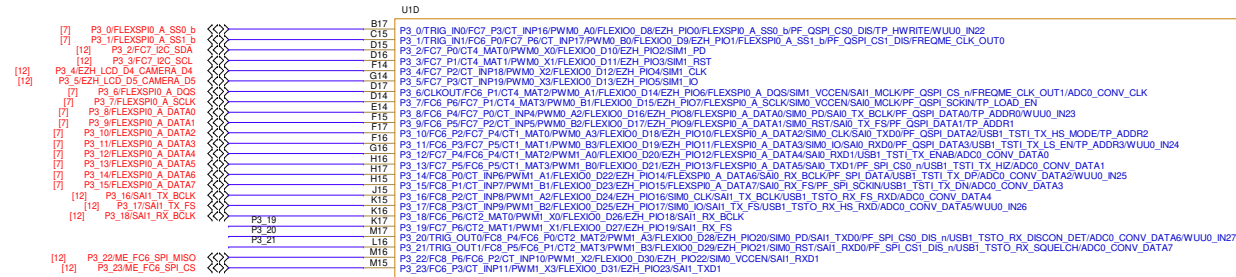 U1D
[7] P3_0/FLEXSPI0_A_SS0_b B17 P3_0/TRIG_IN0/FC7_P3/CT_INP16/PWM0_A0/FLEXIO0_D8/EZH_PIO0/FLEXSPI0_A_SS0_b/PF_QSPI_CS0_DIS/TP_HWRITE/WUU0_IN22
[7] P3_1/FLEXSPI0_A_SS1_b C15 P3_1/TRIG_IN1/FC6_P0/FC7_P6/CT_INP17/PWM0_B0/FLEXIO0_D9/EZH_PIO1/FLEXSPI0_A_SS1_b/PF_QSPI_CS1_DIS/FREQME_CLK_OUT0
[12] P3_2/FC7_I2C_SDA D15 P3_2/FC7_P0/CT4_MAT0/PWM0_X0/FLEXIO0_D10/EZH_PIO2/SIM1_PD
[12] P3_3/FC7_I2C_SCL D16 P3_3/FC7_P1/CT4_MAT1/PWM0_X1/FLEXIO0_D11/EZH_PIO3/SIM1_RST
[12] P3_4/EZH_LCD_D4_CAMERA_D4 F14 P3_4/FC7_P2/CT_INP18/PWM0_X2/FLEXIO0_D12/EZH_PIO4/SIM1_CLK
[12] P3_5/EZH_LCD_D5_CAMERA_D5 G14 P3_5/FC7_P3/CT_INP19/PWM0_X3/FLEXIO0_D13/EZH_PIO5/SIM1_IO
[7] P3_6/FLEXSPI0_A_DQS D17 P3_6/CLKOUT/FC6_P4/FC7_P4/CT4_MAT2/PWM0_A1/FLEXIO0_D14/EZH_PIO6/FLEXSPI0_A_DQS/SIM1_VCCEN/SAI1_MCLK/PF_QSPI_CS_n/FREQME_CLK_OUT1/ADC0_CONV_CLK
[7] P3_7/FLEXSPI0_A_SCLK D14 P3_7/FC6_P6/FC7_P1/CT4_MAT3/PWM0_B1/FLEXIO0_D15/EZH_PIO7/FLEXSPI0_A_SCLK/SIM0_VCCEN/SAI0_MCLK/PF_QSPI_SCKIN/TP_LOAD_EN
[7] P3_8/FLEXSPI0_A_DATA0 E14 P3_8/FC6_P4/FC7_P0/CT_INP4/PWM0_A2/FLEXIO0_D16/EZH_PIO8/FLEXSPI0_A_DATA0/SIM0_PD/SAI0_TX_BCLK/PF_QSPI_DATA0/TP_ADDR0/WUU0_IN23
[7] P3_9/FLEXSPI0_A_DATA1 F15 P3_9/FC6_P5/FC7_P2/CT_INP5/PWM0_B2/FLEXIO0_D17/EZH_PIO9/FLEXSPI0_A_DATA1/SIM0_RST/SAI0_TX_FS/PF_QSPI_DATA1/TP_ADDR1
[7] P3_10/FLEXSPI0_A_DATA2 F17 P3_10/FC6_P2/FC7_P4/CT1_MAT0/PWM0_A3/FLEXIO0_D18/EZH_PIO10/FLEXSPI0_A_DATA2/SIM0_CLK/SAI0_TXD0/PF_QSPI_DATA2/USB1_TSTI_TX_HS_MODE/TP_ADDR2
[7] P3_11/FLEXSPI0_A_DATA3 F16 P3_11/FC6_P3/FC7_P5/CT1_MAT1/PWM0_B3/FLEXIO0_D19/EZH_PIO11/FLEXSPI0_A_DATA3/SIM0_IO/SAI0_RXD0/PF_QSPI_DATA3/USB1_TSTI_TX_LS_EN/TP_ADDR3/WUU0_IN24
[7] P3_12/FLEXSPI0_A_DATA4 G16 P3_12/FC7_P4/FC6_P4/CT1_MAT2/PWM1_A0/FLEXIO0_D20/EZH_PIO12/FLEXSPI0_A_DATA4/SAI0_RXD1/USB1_TSTI_TX_ENAB/ADC0_CONV_DATA0
[7] P3_13/FLEXSPI0_A_DATA5 H16 P3_13/FC7_P5/FC6_P5/CT1_MAT3/PWM1_B0/FLEXIO0_D21/EZH_PIO13/FLEXSPI0_A_DATA5/SAI0_TXD1/PF_SPI_CS0_n/USB1_TSTI_TX_HIZ/ADC0_CONV_DATA1
[7] P3_14/FLEXSPI0_A_DATA6 H17 P3_14/FC8_P0/CT_INP6/PWM1_A1/FLEXIO0_D22/EZH_PIO14/FLEXSPI0_A_DATA6/SAI0_RX_BCLK/PF_SPI_DATA/USB1_TSTI_TX_DP/ADC0_CONV_DATA2/WUU0_IN25
[7] P3_15/FLEXSPI0_A_DATA7 H15 P3_15/FC8_P1/CT_INP7/PWM1_B1/FLEXIO0_D23/EZH_PIO15/FLEXSPI0_A_DATA7/SAI0_RX_FS/PF_SPI_SCKIN/USB1_TSTI_TX_DN/ADC0_CONV_DATA3
[12] P3_16/SAI1_TX_BCLK J15 P3_16/FC8_P2/CT_INP8/PWM1_A2/FLEXIO0_D24/EZH_PIO16/SIM0_CLK/SAI1_TX_BCLK/USB1_TSTO_RX_FS_RXD/ADC0_CONV_DATA4
[12] P3_17/SAI1_TX_FS K15 P3_17/FC8_P3/CT_INP9/PWM1_B2/FLEXIO0_D25/EZH_PIO17/SIM0_IO/SAI1_TX_FS/USB1_TSTO_RX_HS_RXD/ADC0_CONV_DATA5/WUU0_IN26
[12] P3_18/SAI1_RX_BCLK K16 P3_18/FC6_P6/CT2_MAT0/PWM1_X0/FLEXIO0_D26/EZH_PIO18/SAI1_RX_BCLK
P3_19 K17 P3_19/FC7_P6/CT2_MAT1/PWM1_X1/FLEXIO0_D27/EZH_PIO19/SAI1_RX_FS
P3_20 M17 P3_20/TRIG_OUT0/FC8_P4/FC6_P0/CT2_MAT2/PWM1_A3/FLEXIO0_D28/EZH_PIO20/SIM0_PD/SAI1_TXD0/PF_SPI_CS0_DIS_n/USB1_TSTO_RX_DISCON_DET/ADC0_CONV_DATA6/WUU0_IN27
P3_21 L16 P3_21/TRIG_OUT1/FC8_P5/FC6_P1/CT2_MAT3/PWM1_B3/FLEXIO0_D29/EZH_PIO21/SIM0_RST/SAI1_RXD0/PF_SPI_CS1_DIS_n/USB1_TSTO_RX_SQUELCH/ADC0_CONV_DATA7
[12] P3_22/ME_FC6_SPI_MISO M16 P3_22/FC8_P6/FC6_P2/CT_INP10/PWM1_X2/FLEXIO0_D30/EZH_PIO22/SIM0_VCCEN/SAI1_RXD1
[12] P3_23/ME_FC6_SPI_CS M15 P3_23/FC6_P3/CT_INP11/PWM1_X3/FLEXIO0_D31/EZH_PIO23/SAI1_TXD1